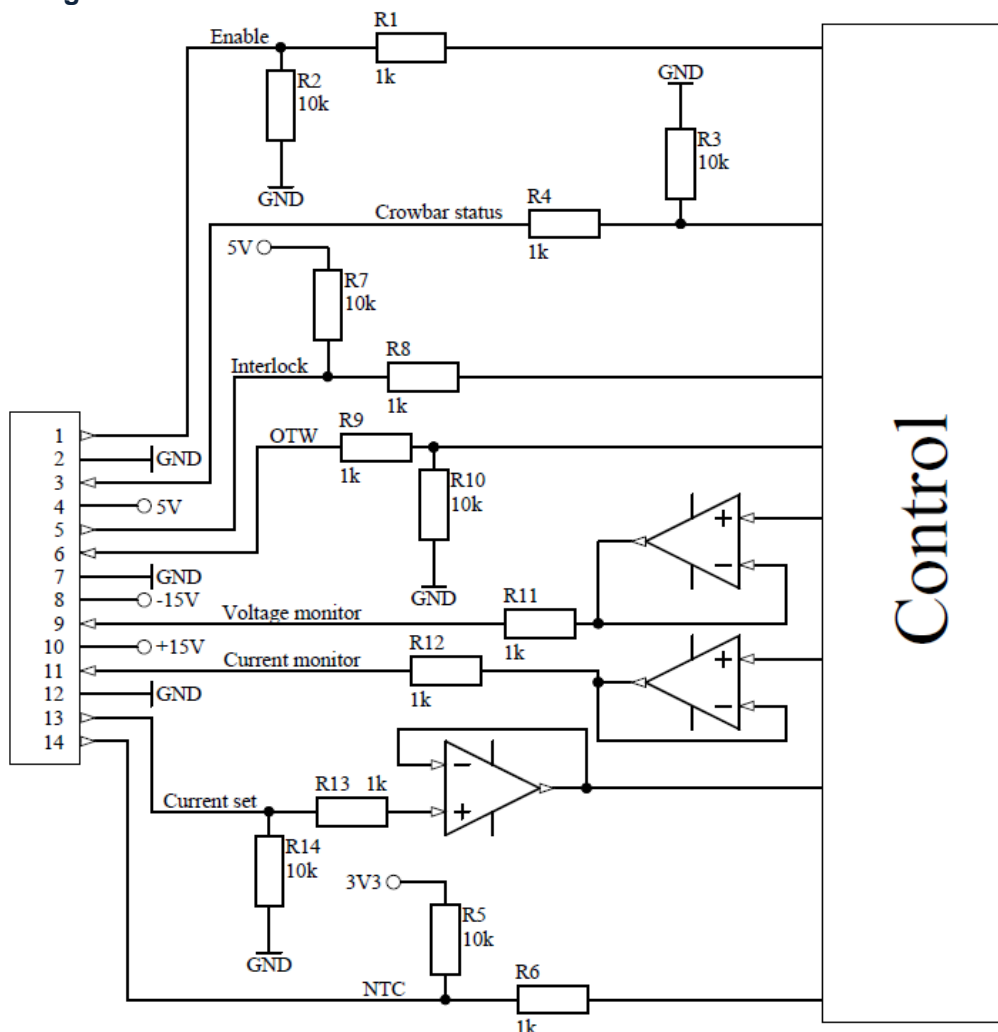 Enable
R1
1k
R2
10k
GND
GND
R3
10k
Crowbar status
R4
1k
5V
R7
10k
Interlock
R8
1k
OTW
R9
1k
R10
10k
GND
1
2
3
4
5
6
7
8
9
10
11
12
13
14
GND
5V
GND
-15V
+15V
GND
Voltage monitor
R11
1k
+
−
Current monitor
R12
1k
+
−
Current set
R13 1k
−
+
R14
10k
GND
3V3
R5
10k
NTC
R6
1k
Control